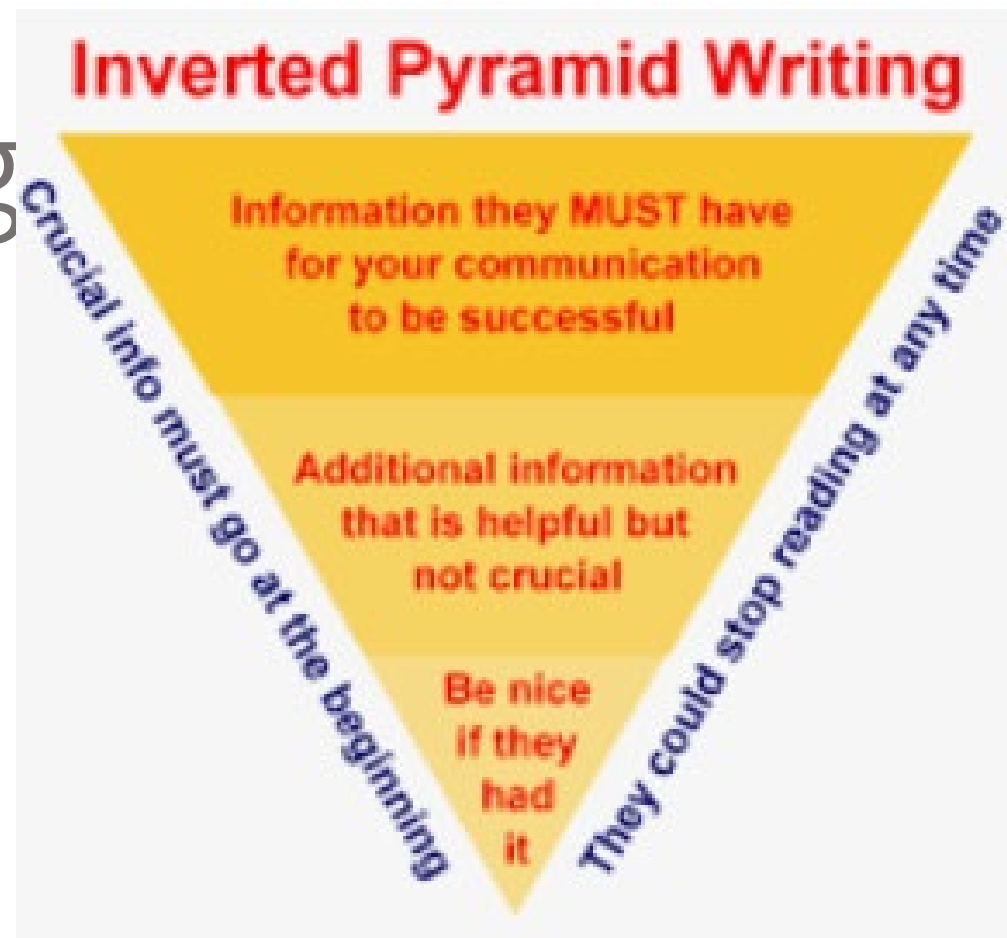 Inverted Pyramid Writing
g
Information they MUST have
for your communication
to be successful
Additional information
that is helpful but
not crucial
Be nice
if they
had
it
Crucial info must go at the beginning
They could stop reading at any time